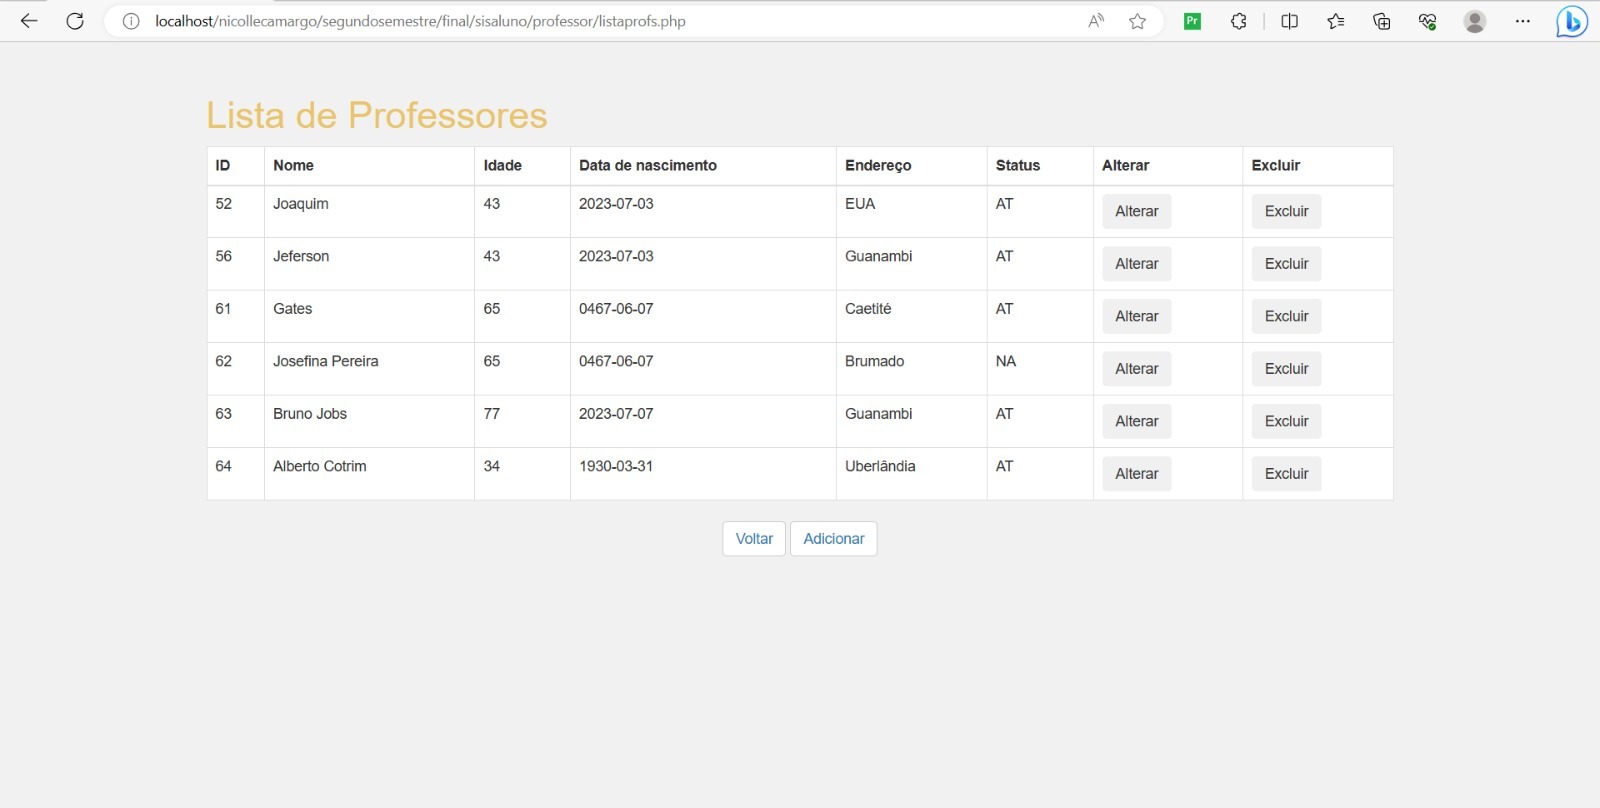 localhost/nicollecamargo/segundosemestre/final/sisaluno/professor/listaprofs.php
Pr
Lista de Professores
ID Nome Idade Data de nascimento Endereço Status Alterar Excluir
52 Joaquim 43 2023-07-03 EUA AT Alterar Excluir
56 Jeferson 43 2023-07-03 Guanambi AT Alterar Excluir
61 Gates 65 0467-06-07 Caetité AT Alterar Excluir
62 Josefina Pereira 65 0467-06-07 Brumado NA Alterar Excluir
63 Bruno Jobs 77 2023-07-07 Guanambi AT Alterar Excluir
64 Alberto Cotrim 34 1930-03-31 Uberlândia AT Alterar Excluir
Voltar Adicionar